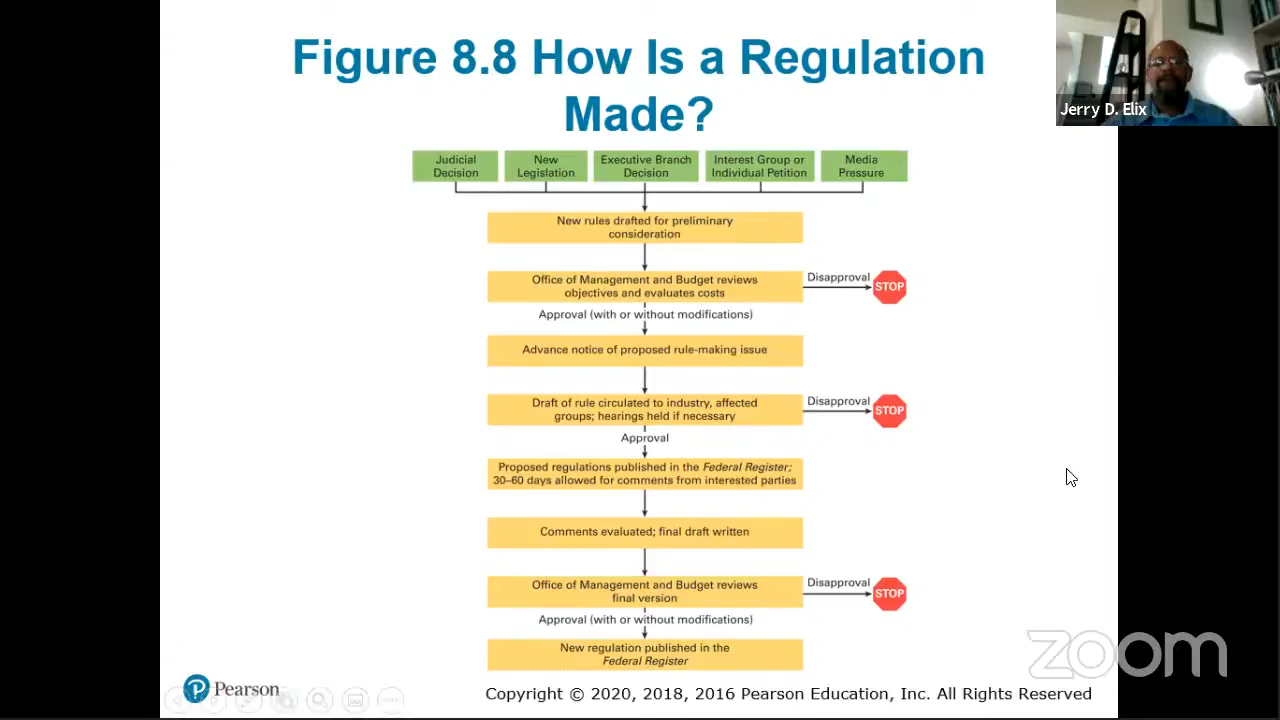 Figure 8.8 How Is a Regulation
Made?
Jerry D. Elix
Judicial
Decision
New
Legislation
Executive Branch
Decision
Interest Group or
Individual Petition
Media
Pressure
New rules drafted for preliminary
consideration
Office of Management and Budget reviews
objectives and evaluates costs
Disapproval
STOP
Approval (with or without modifications)
Advance notice of proposed rule-making issue
Draft of rule circulated to industry, affected
groups; hearings held if necessary
Disapproval
STOP
Approval
Proposed regulations published in the Federal Register;
30–60 days allowed for comments from interested parties
Comments evaluated; final draft written
Office of Management and Budget reviews
final version
Disapproval
STOP
Approval (with or without modifications)
New regulation published in the
Federal Register
zoom
P Pearson
Copyright © 2020, 2018, 2016 Pearson Education, Inc. All Rights Reserved